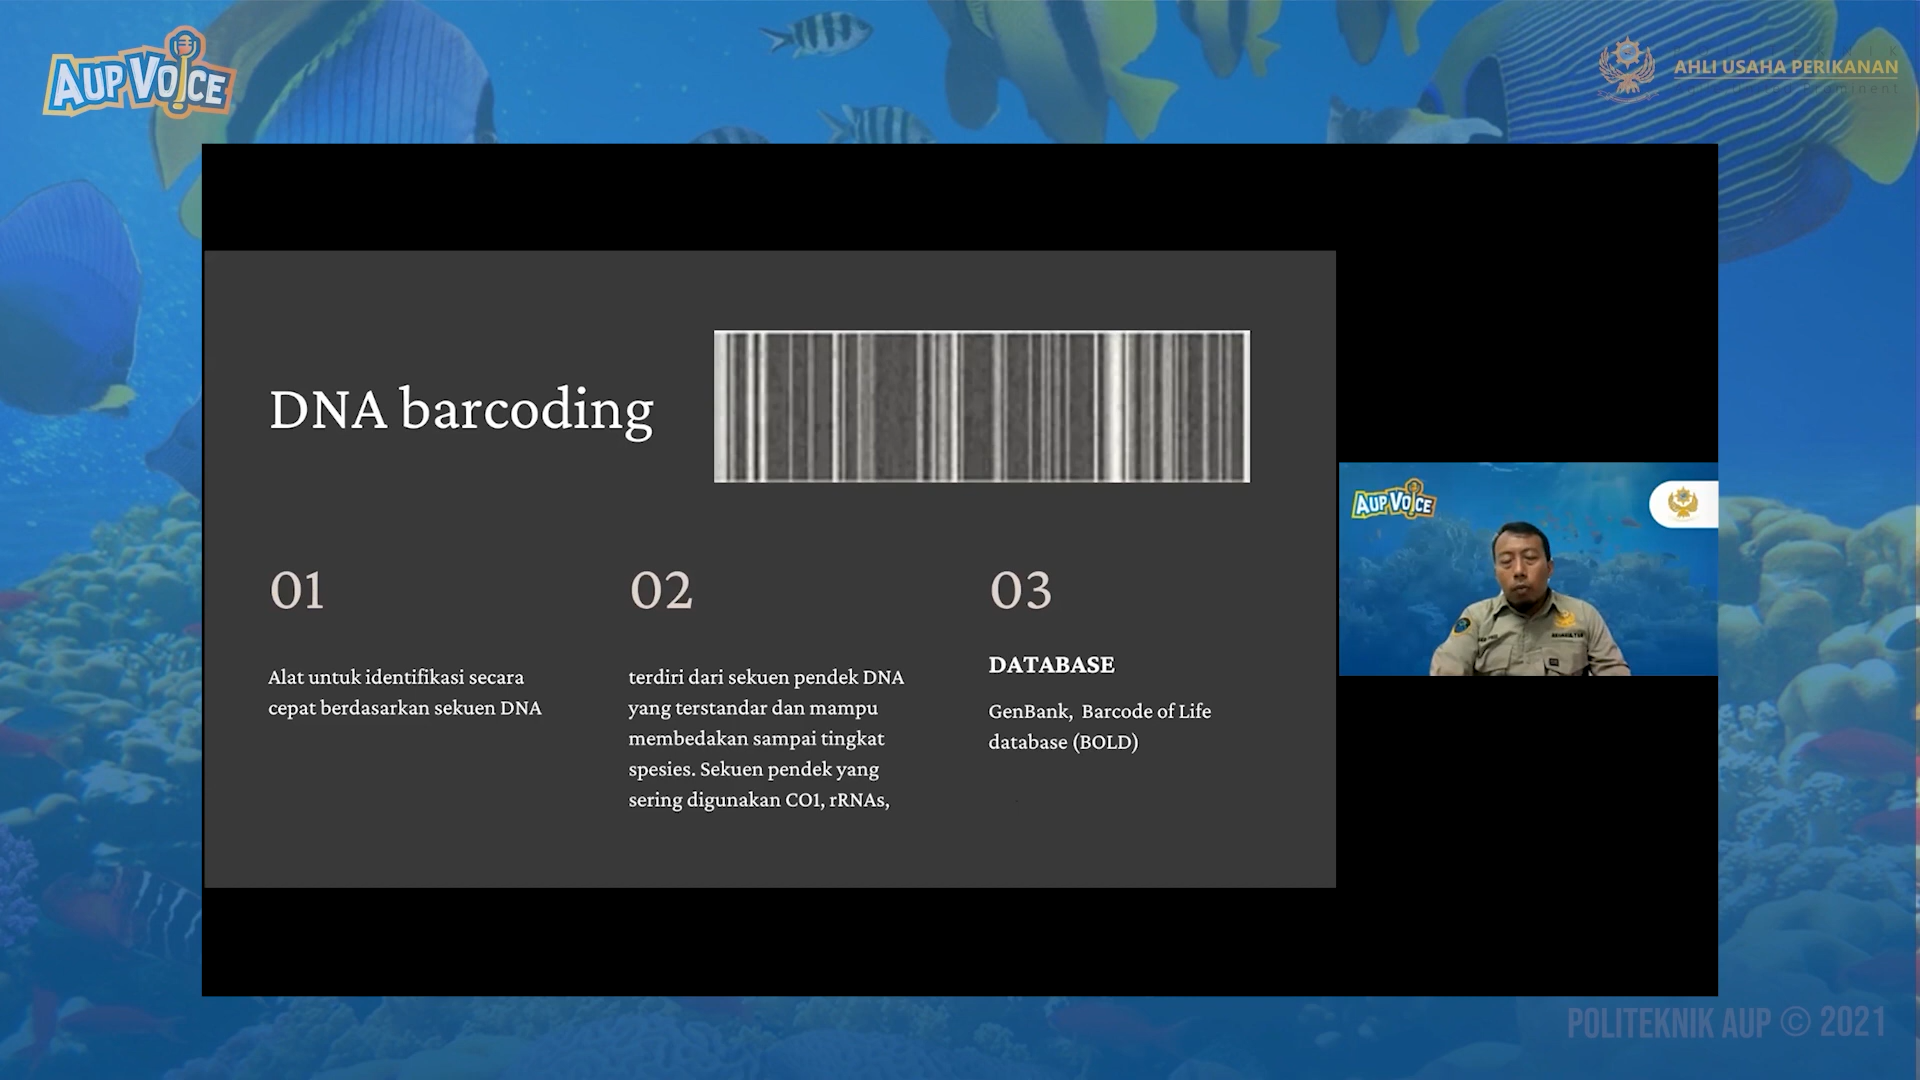 AUP VOICE
POLITEKNIK
AHLI USAHA PERIKANAN
DNA barcoding
01
Alat untuk identifikasi secara
cepat berdasarkan sekuen DNA
02
terdiri dari sekuen pendek DNA
yang terstandar dan mampu
membedakan sampai tingkat
spesies. Sekuen pendek yang
sering digunakan CO1, rRNAs,
03
DATABASE
GenBank, Barcode of Life
database (BOLD)
AUP VOICE
POLITEKNIK AUP © 2021